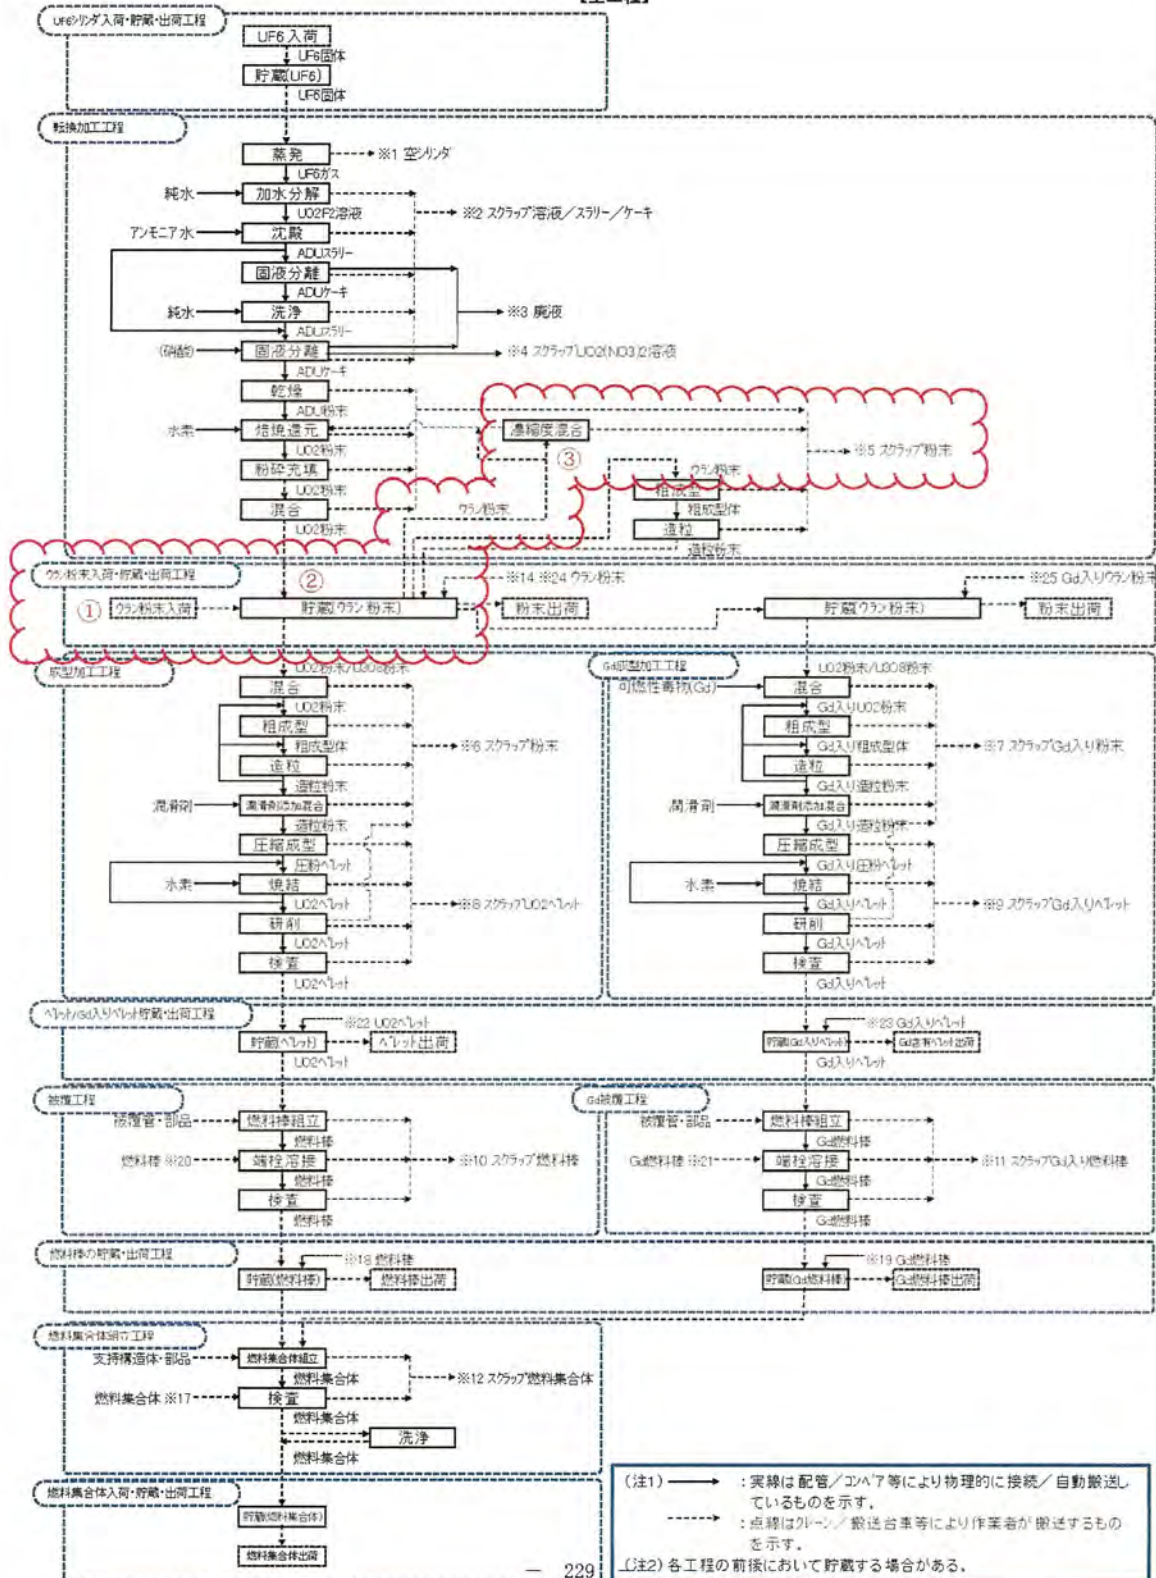 【主工程】
UF6シリンダ入荷・貯蔵・出荷工程
UF6入荷
UF6固体
貯蔵(UF6)
UF6固体
転換加工工程
蒸発
※1 空シリンダ
UF6ガス
純水
加水分解
UO2F2溶液
※2 スクラップ溶液／スラリー／ケーキ
アンモニア水
沈殿
ADUスラリー
固液分離
ADUケーキ
純水
洗浄
※3 廃液
ADUスラリー
(硝酸)
固液分離
※4 スクラップUO2(NO3)2溶液
ADUケーキ
乾燥
ADU粉末
水素
焙焼還元
濃縮度混合
※5 スクラップ粉末
UO2粉末
③
ウラン粉末
粉砕充填
粗成型
UO2粉末
ウラン粉末
粗成型体
混合
造粒
UO2粉末
造粒粉末
ウラン粉末入荷・貯蔵・出荷工程
②
※14 ※24 ウラン粉末
※25 Gd入りウラン粉末
①
ウラン粉末入荷
貯蔵(ウラン粉末)
粉末出荷
貯蔵(ウラン粉末)
粉末出荷
成型加工工程
UO2粉末/U3O8粉末
混合
UO2粉末
粗成型
粗成型体
※6 スクラップ粉末
造粒
造粒粉末
潤滑剤
潤滑剤添加混合
造粒粉末
圧縮成型
圧粉ペレット
水素
焼結
UO2ペレット
※8 スクラップUO2ペレット
研削
UO2ペレット
検査
UO2ペレット
Gd成型加工工程
UO2粉末/U3O8粉末
可燃性毒物(Gd)
混合
Gd入りUO2粉末
粗成型
Gd入り粗成型体
※7 スクラップGd入り粉末
造粒
Gd入り造粒粉末
潤滑剤
潤滑剤添加混合
Gd入り造粒粉末
圧縮成型
Gd入り圧粉ペレット
水素
焼結
Gd入りペレット
※9 スクラップGd入りペレット
研削
Gd入りペレット
検査
Gd入りペレット
ペレット/Gd入りペレット貯蔵・出荷工程
※22 UO2ペレット
※23 Gd入りペレット
貯蔵(ペレット)
ペレット出荷
貯蔵(Gd入りペレット)
Gd含有ペレット出荷
UO2ペレット
Gd入りペレット
被覆工程
被覆管・部品
燃料棒組立
燃料棒
燃料棒 ※20
端栓溶接
※10 スクラップ燃料棒
燃料棒
検査
燃料棒
Gd被覆工程
被覆管・部品
燃料棒組立
Gd燃料棒
Gd燃料棒 ※21
端栓溶接
※11 スクラップGd入り燃料棒
Gd燃料棒
検査
Gd燃料棒
燃料棒の貯蔵・出荷工程
※18 燃料棒
※19 Gd燃料棒
貯蔵(燃料棒)
燃料棒出荷
貯蔵(Gd燃料棒)
Gd燃料棒出荷
燃料集合体組立工程
支持構造体・部品
燃料集合体組立
燃料集合体
※12 スクラップ燃料集合体
燃料集合体 ※17
検査
燃料集合体
洗浄
燃料集合体
燃料集合体入荷・貯蔵・出荷工程
貯蔵(燃料集合体)
燃料集合体出荷
(注1)
：実線は配管／コンベア等により物理的に接続／自動搬送し
ているものを示す。
：点線はクレーン／搬送台車等により作業者が搬送するもの
を示す。
(注2) 各工程の前後において貯蔵する場合がある。
－ 229